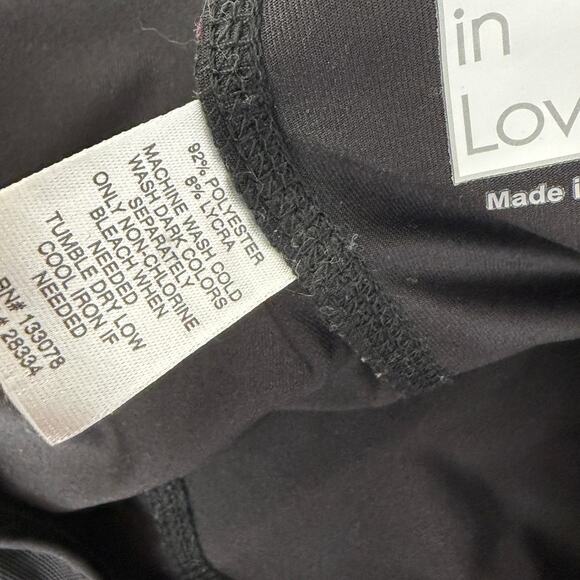 in
Lov
Made i
92% POLYESTER
8% LYCRA
MACHINE WASH COLD
WASH DARK COLORS
SEPARATELY
ONLY NON-CHLORINE
BLEACH WHEN
NEEDED
TUMBLE DRY LOW
COOL IRON IF
NEEDED
RN# 133078
# 28334